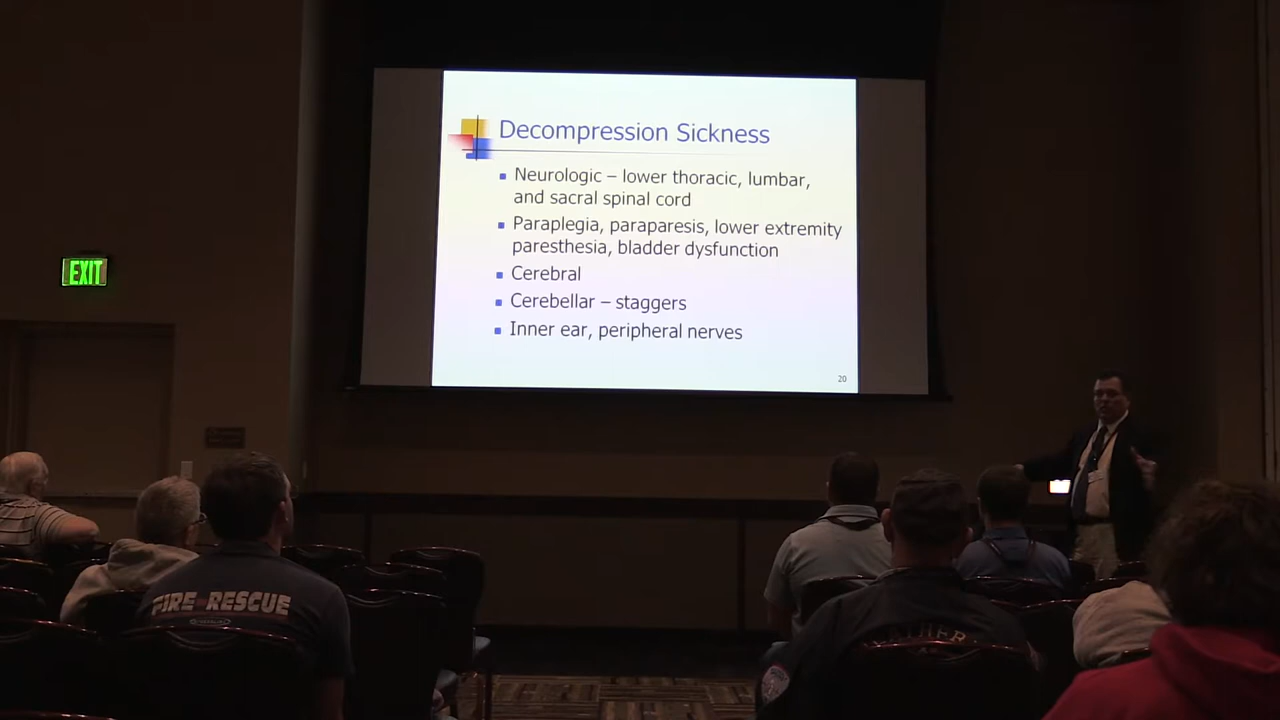 Decompression Sickness
Neurologic – lower thoracic, lumbar,
and sacral spinal cord
Paraplegia, paraparesis, lower extremity
paresthesia, bladder dysfunction
Cerebral
Cerebellar – staggers
Inner ear, peripheral nerves
20
EXIT
FIRE RESCUE